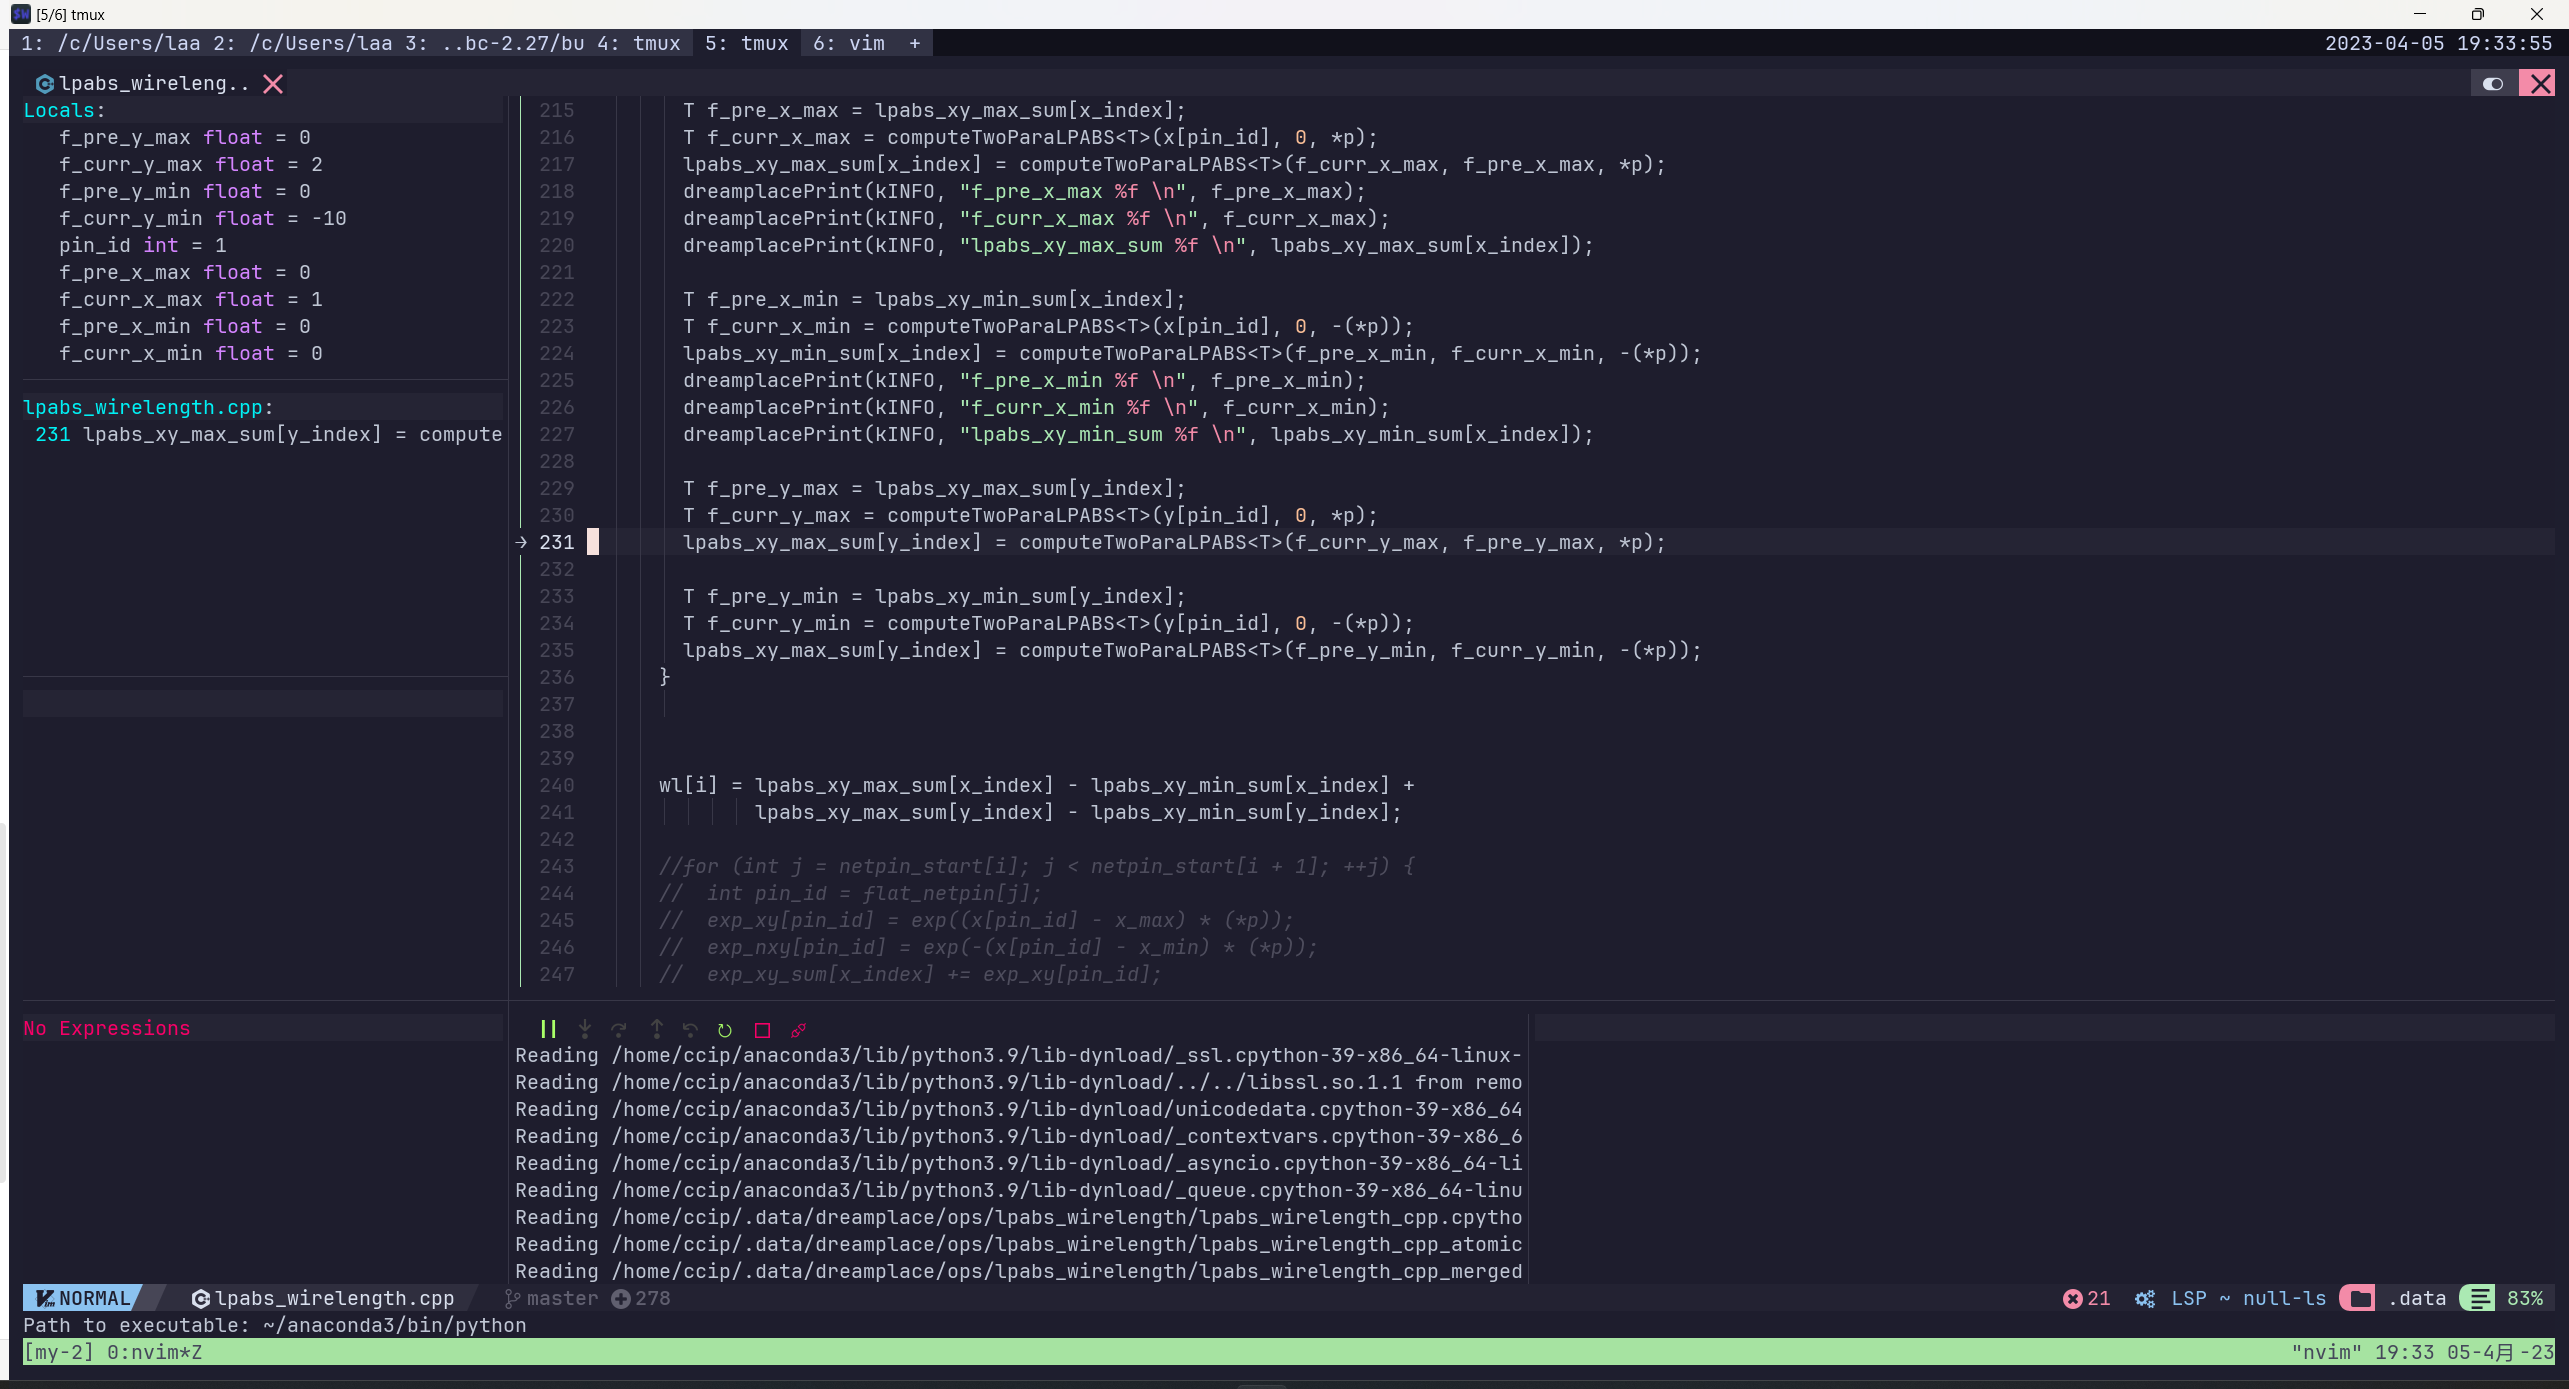 [5/6] tmux
1: /c/Users/laa 2: /c/Users/laa 3: ..bc-2.27/bu 4: tmux 5: tmux 6: vim + 2023-04-05 19:33:55
lpabs_wireleng..
Locals:
f_pre_y_max float = 0
f_curr_y_max float = 2
f_pre_y_min float = 0
f_curr_y_min float = -10
pin_id int = 1
f_pre_x_max float = 0
f_curr_x_max float = 1
f_pre_x_min float = 0
f_curr_x_min float = 0
lpabs_wirelength.cpp:
231 lpabs_xy_max_sum[y_index] = compute
No Expressions
215 T f_pre_x_max = lpabs_xy_max_sum[x_index];
216 T f_curr_x_max = computeTwoParaLPABS<T>(x[pin_id], 0, *p);
217 lpabs_xy_max_sum[x_index] = computeTwoParaLPABS<T>(f_curr_x_max, f_pre_x_max, *p);
218 dreamplacePrint(kINFO, "f_pre_x_max %f \n", f_pre_x_max);
219 dreamplacePrint(kINFO, "f_curr_x_max %f \n", f_curr_x_max);
220 dreamplacePrint(kINFO, "lpabs_xy_max_sum %f \n", lpabs_xy_max_sum[x_index]);
221
222 T f_pre_x_min = lpabs_xy_min_sum[x_index];
223 T f_curr_x_min = computeTwoParaLPABS<T>(x[pin_id], 0, -(*p));
224 lpabs_xy_min_sum[x_index] = computeTwoParaLPABS<T>(f_pre_x_min, f_curr_x_min, -(*p));
225 dreamplacePrint(kINFO, "f_pre_x_min %f \n", f_pre_x_min);
226 dreamplacePrint(kINFO, "f_curr_x_min %f \n", f_curr_x_min);
227 dreamplacePrint(kINFO, "lpabs_xy_min_sum %f \n", lpabs_xy_min_sum[x_index]);
228
229 T f_pre_y_max = lpabs_xy_max_sum[y_index];
230 T f_curr_y_max = computeTwoParaLPABS<T>(y[pin_id], 0, *p);
→ 231 lpabs_xy_max_sum[y_index] = computeTwoParaLPABS<T>(f_curr_y_max, f_pre_y_max, *p);
232
233 T f_pre_y_min = lpabs_xy_min_sum[y_index];
234 T f_curr_y_min = computeTwoParaLPABS<T>(y[pin_id], 0, -(*p));
235 lpabs_xy_max_sum[y_index] = computeTwoParaLPABS<T>(f_pre_y_min, f_curr_y_min, -(*p));
236 }
237
238
239
240 wl[i] = lpabs_xy_max_sum[x_index] - lpabs_xy_min_sum[x_index] +
241 lpabs_xy_max_sum[y_index] - lpabs_xy_min_sum[y_index];
242
243 //for (int j = netpin_start[i]; j < netpin_start[i + 1]; ++j) {
244 // int pin_id = flat_netpin[j];
245 // exp_xy[pin_id] = exp((x[pin_id] - x_max) * (*p));
246 // exp_nxy[pin_id] = exp(-(x[pin_id] - x_min) * (*p));
247 // exp_xy_sum[x_index] += exp_xy[pin_id];
Reading /home/ccip/anaconda3/lib/python3.9/lib-dynload/_ssl.cpython-39-x86_64-linux-
Reading /home/ccip/anaconda3/lib/python3.9/lib-dynload/../../libssl.so.1.1 from remo
Reading /home/ccip/anaconda3/lib/python3.9/lib-dynload/unicodedata.cpython-39-x86_64
Reading /home/ccip/anaconda3/lib/python3.9/lib-dynload/_contextvars.cpython-39-x86_6
Reading /home/ccip/anaconda3/lib/python3.9/lib-dynload/_asyncio.cpython-39-x86_64-li
Reading /home/ccip/anaconda3/lib/python3.9/lib-dynload/_queue.cpython-39-x86_64-linu
Reading /home/ccip/.data/dreamplace/ops/lpabs_wirelength/lpabs_wirelength_cpp.cpytho
Reading /home/ccip/.data/dreamplace/ops/lpabs_wirelength/lpabs_wirelength_cpp_atomic
Reading /home/ccip/.data/dreamplace/ops/lpabs_wirelength/lpabs_wirelength_cpp_merged
NORMAL lpabs_wirelength.cpp master 278 21 LSP ~ null-ls .data 83%
Path to executable: ~/anaconda3/bin/python
[my-2] 0:nvim*Z "nvim" 19:33 05-4月-23